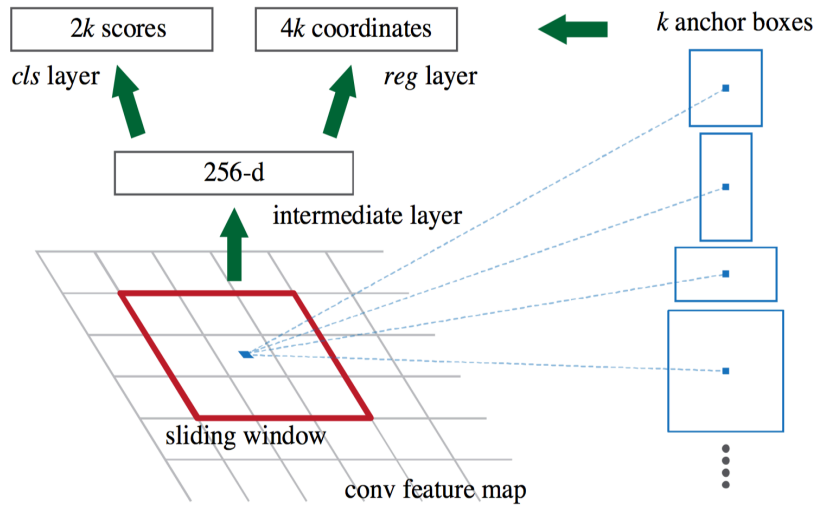 2k scores
4k coordinates
k anchor boxes
cls layer
reg layer
256-d
intermediate layer
sliding window
conv feature map